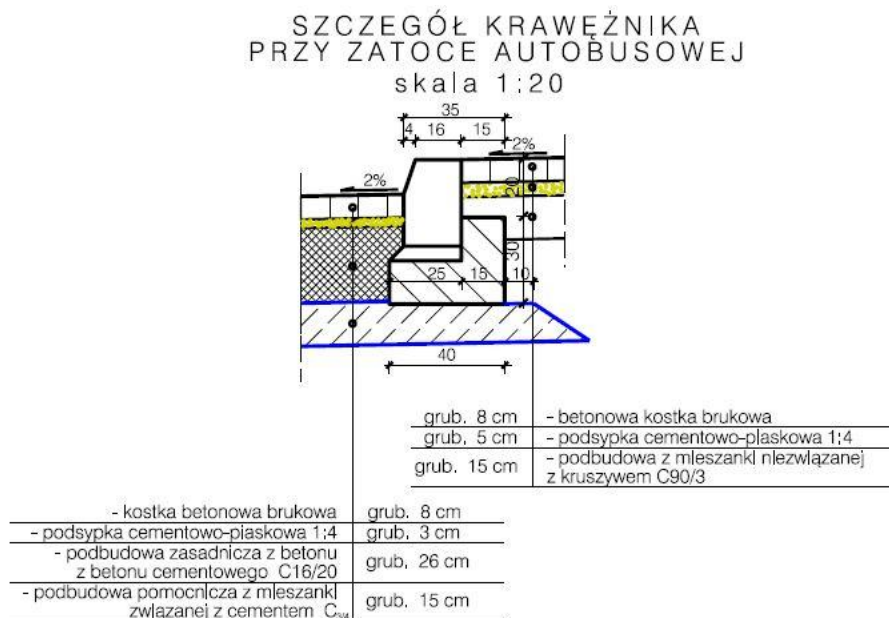 SZCZEGÓŁ KRAWĘŻNIKA
PRZY ZATOCE AUTOBUSOWEJ
skala 1:20
35
4 16 15
2%
2%
20
30
25 15 10
40
grub. 8 cm - betonowa kostka brukowa
grub. 5 cm - podsypka cementowo-piaskowa 1:4
grub. 15 cm - podbudowa z mieszanki niezwiązanej
z kruszywem C90/3
- kostka betonowa brukowa grub. 8 cm
- podsypka cementowo-piaskowa 1:4 grub. 3 cm
- podbudowa zasadnicza z betonu
z betonu cementowego C16/20 grub. 26 cm
- podbudowa pomocnicza z mieszanki
związanej z cementem C3/4 grub. 15 cm